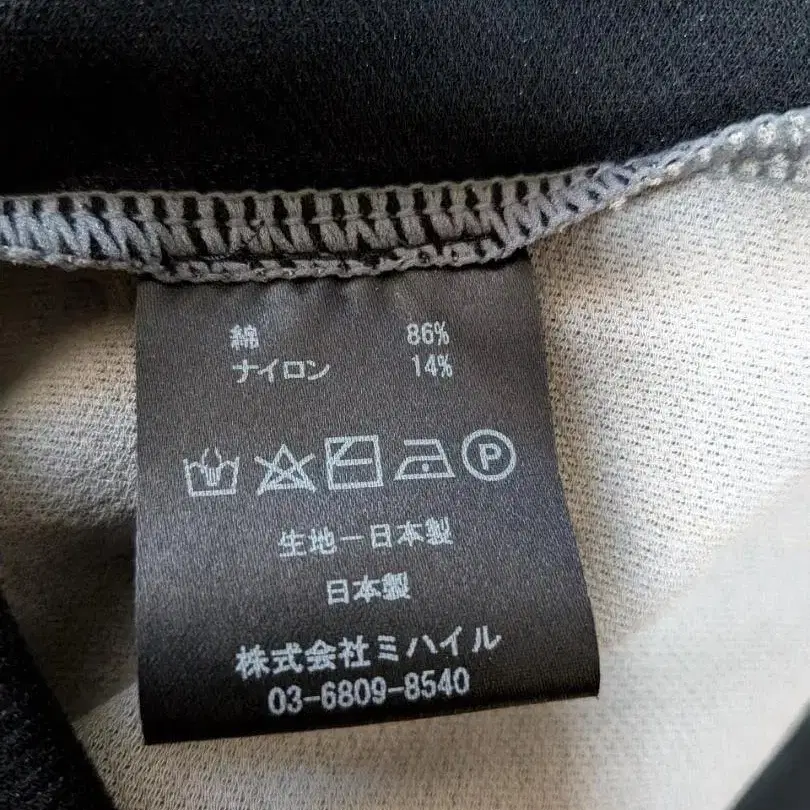 綿 86%
ナイロン 14%
P
生地－日本製
日本製
株式会社ミハイル
03-6809-8540